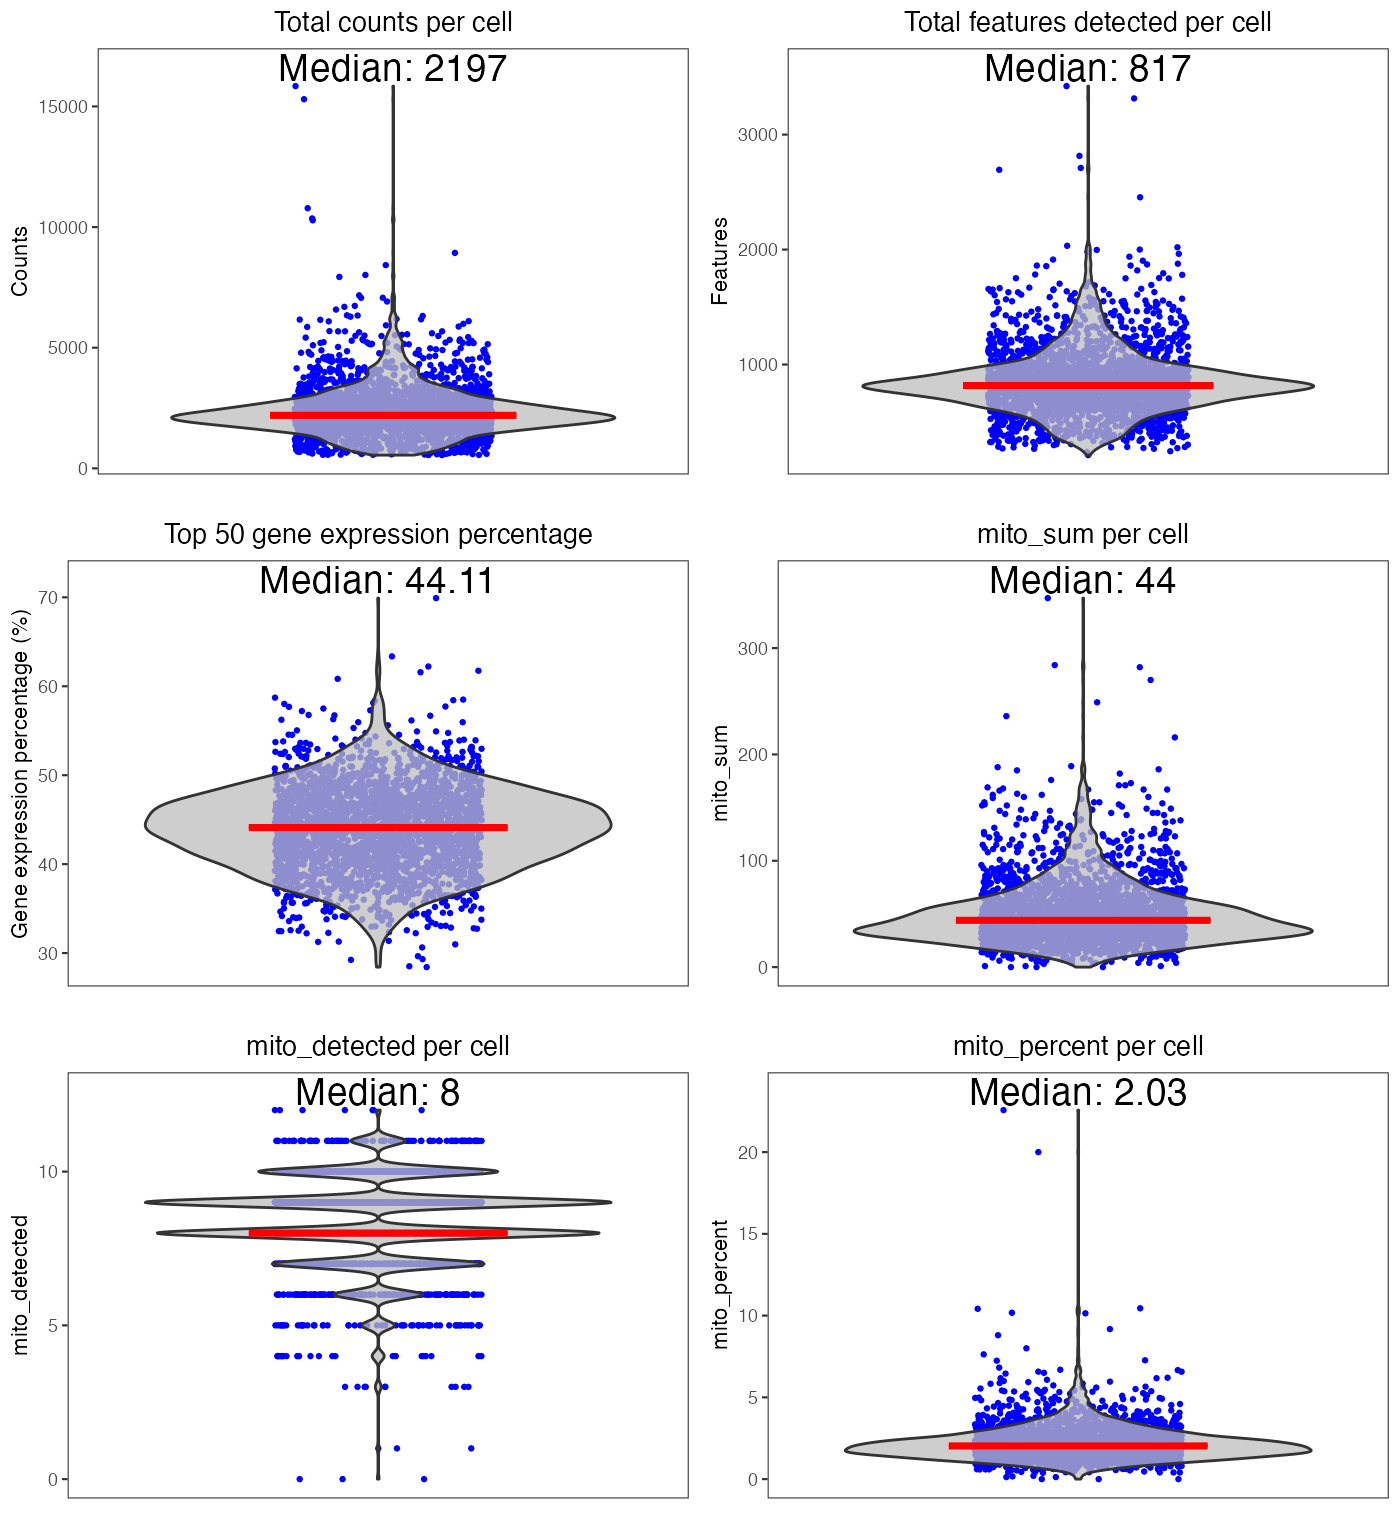 Total counts per cell
Median: 2197
Counts
15000
10000
5000
0
Total features detected per cell
Median: 817
Features
3000
2000
1000
Top 50 gene expression percentage
Median: 44.11
Gene expression percentage (%)
70
60
50
40
30
mito_sum per cell
Median: 44
mito_sum
300
200
100
0
mito_detected per cell
Median: 8
mito_detected
10
5
0
mito_percent per cell
Median: 2.03
mito_percent
20
15
10
5
0